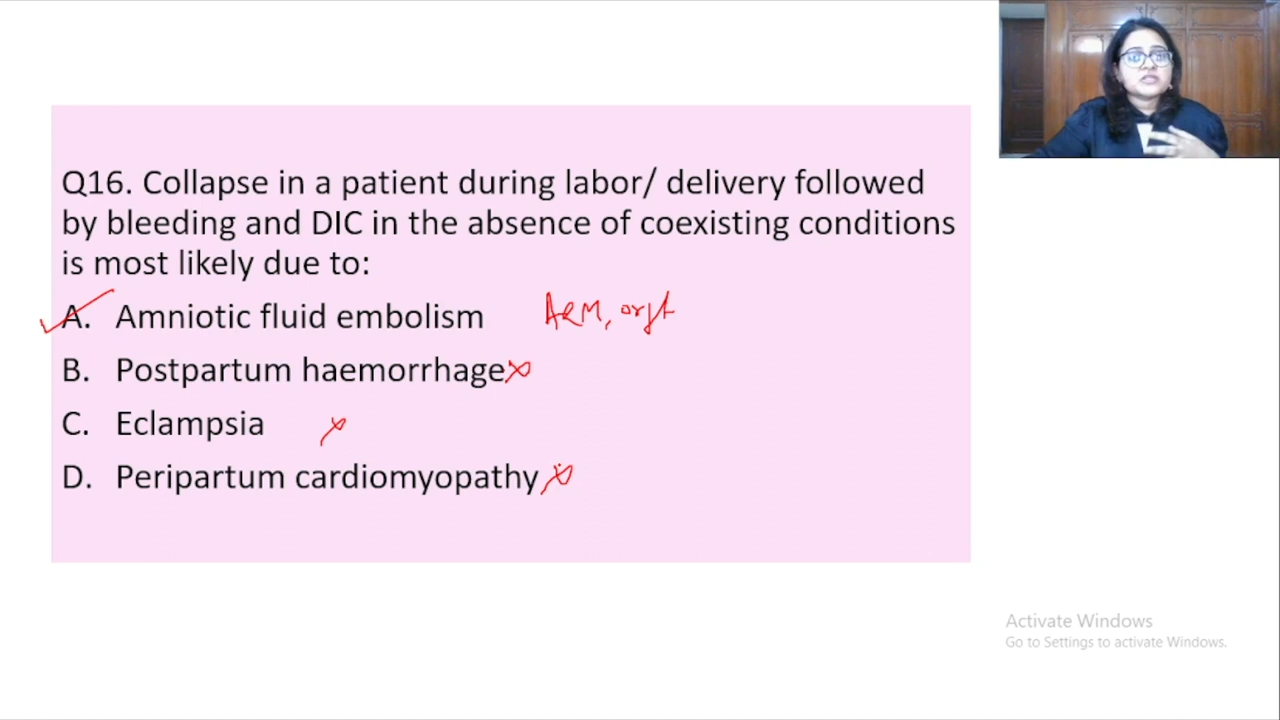 Q16. Collapse in a patient during labor/ delivery followed
by bleeding and DIC in the absence of coexisting conditions
is most likely due to:
A. Amniotic fluid embolism ARM,
B. Postpartum haemorrhage
C. Eclampsia
D. Peripartum cardiomyopathy
Activate Windows
Go to Settings to activate Windows.